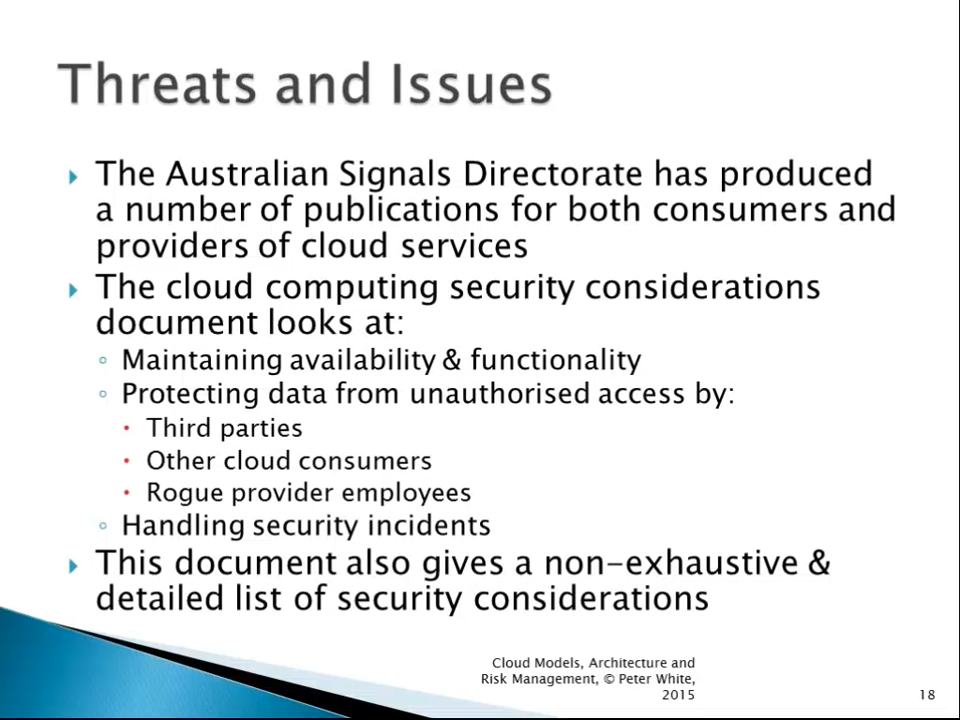 Threats and Issues
The Australian Signals Directorate has produced
a number of publications for both consumers and
providers of cloud services
The cloud computing security considerations
document looks at:
Maintaining availability & functionality
Protecting data from unauthorised access by:
Third parties
Other cloud consumers
Rogue provider employees
Handling security incidents
This document also gives a non-exhaustive &
detailed list of security considerations
Cloud Models, Architecture and
Risk Management, © Peter White,
2015
18